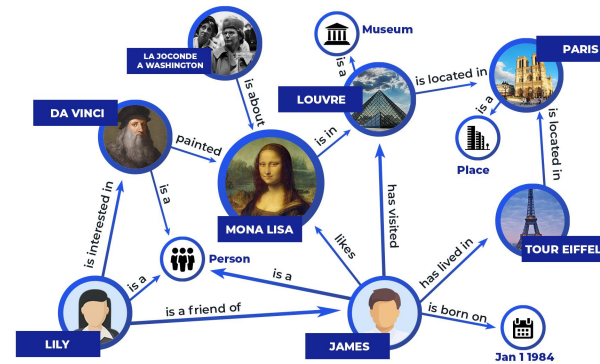 LA JOCONDE
A WASHINGTON
Museum
PARIS
is a
is located in
LOUVRE
is about
is a
DA VINCI
painted
is in
is located in
Place
is a
has visited
is interested in
MONA LISA
likes
TOUR EIFFEL
Person
has lived in
is a
is a
is a friend of
is born on
LILY
JAMES
Jan 1 1984